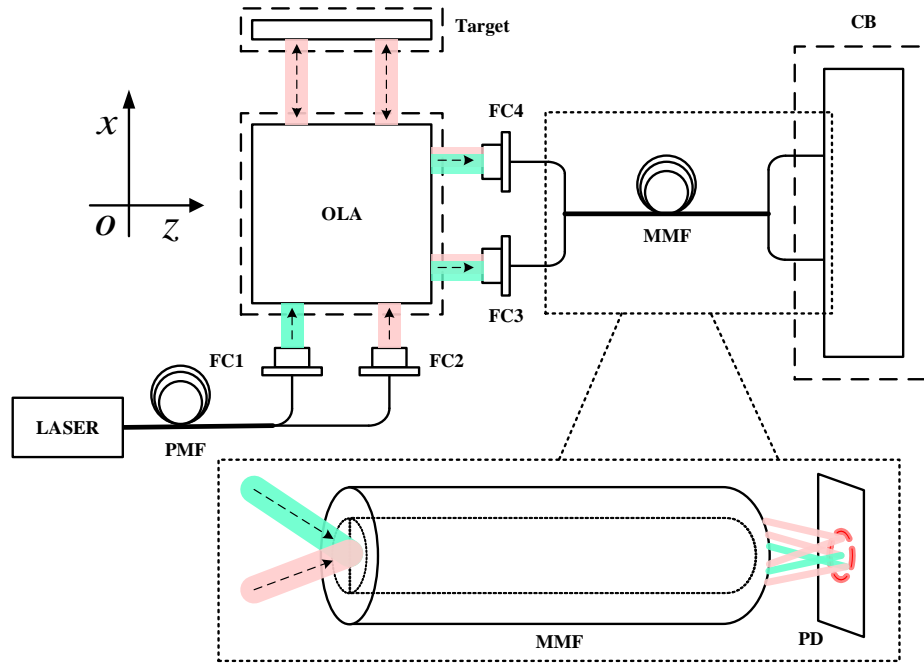 CB
Target
FC4
x
OLA
O
z
MMF
FC3
FC1
FC2
LASER
PMF
MMF
PD